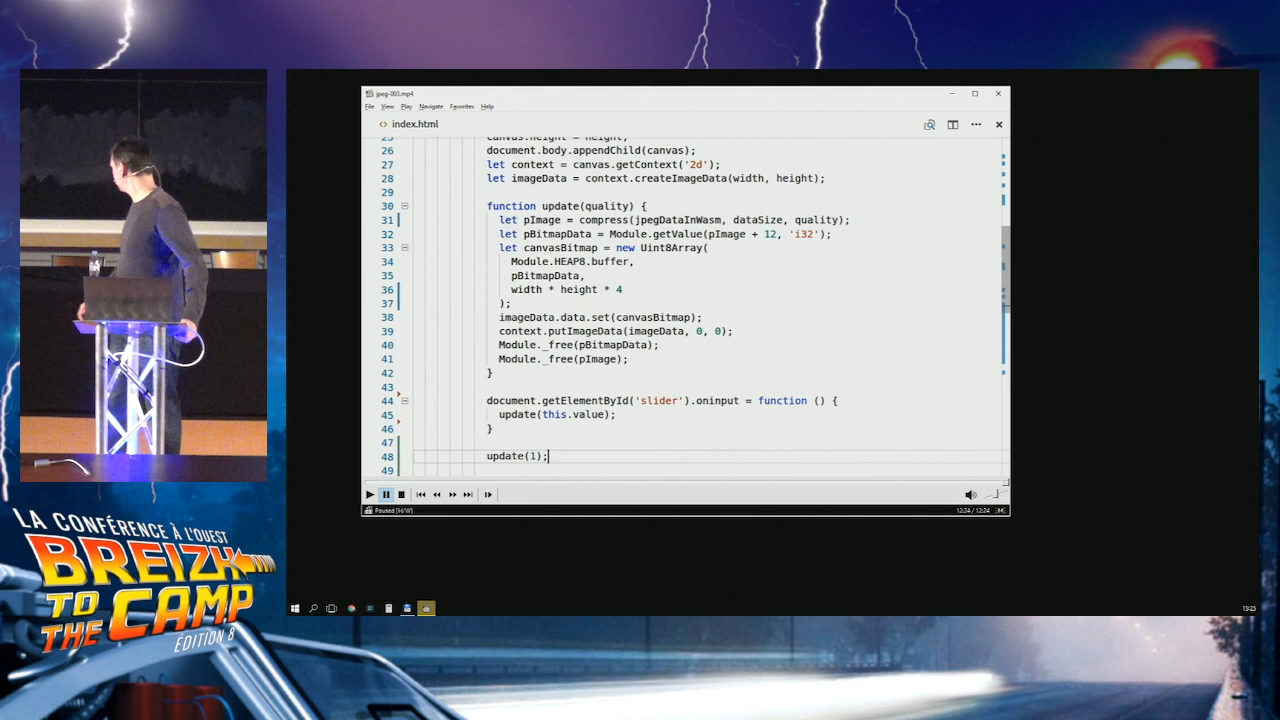 jpeg-003.mp4
File View Play Navigate Favorites Help
index.html
25 canvas.height = height;
26 document.body.appendChild(canvas);
27 let context = canvas.getContext('2d');
28 let imageData = context.createImageData(width, height);
29
30 function update(quality) {
31 let pImage = compress(jpegDataInWasm, dataSize, quality);
32 let pBitmapData = Module.getValue(pImage + 12, 'i32');
33 let canvasBitmap = new Uint8Array(
34 Module.HEAP8.buffer,
35 pBitmapData,
36 width * height * 4
37 );
38 imageData.data.set(canvasBitmap);
39 context.putImageData(imageData, 0, 0);
40 Module._free(pBitmapData);
41 Module._free(pImage);
42 }
43
44 document.getElementById('slider').oninput = function () {
45 update(this.value);
46 }
47
48 update(1);
49
Paused [H/W]
12:24 / 12:24
15:25
LA CONFÉRENCE À L'OUEST
BREIZH
TO
THE CAMP
ÉDITION 8